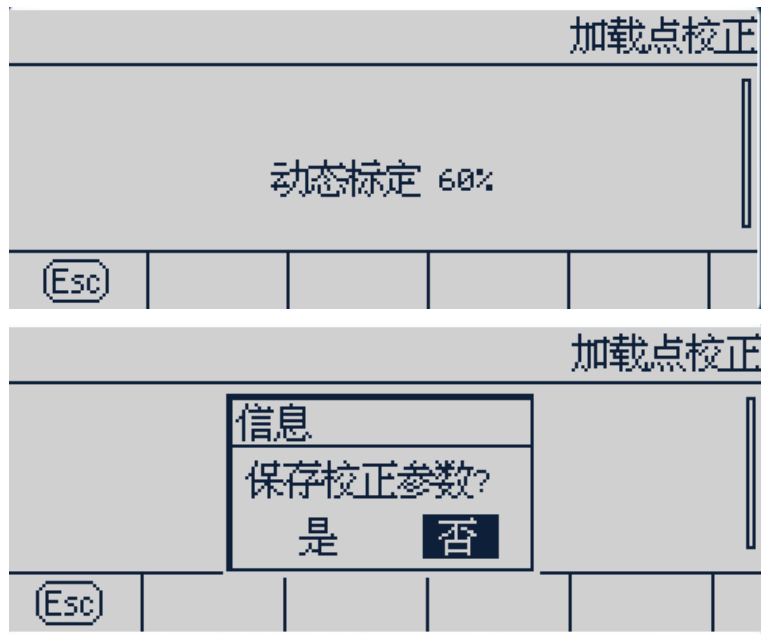 加载点校正
动态标定 60%
Esc
加载点校正
信息
保存校正参数?
是 否
Esc